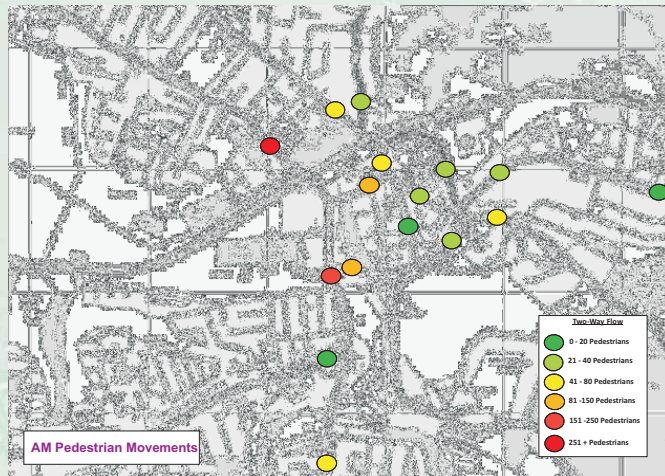 Two-Way Flow
0 - 20 Pedestrians
21 - 40 Pedestrians
41 - 80 Pedestrians
81 -150 Pedestrians
151 -250 Pedestrians
251 + Pedestrians
AM Pedestrian Movements